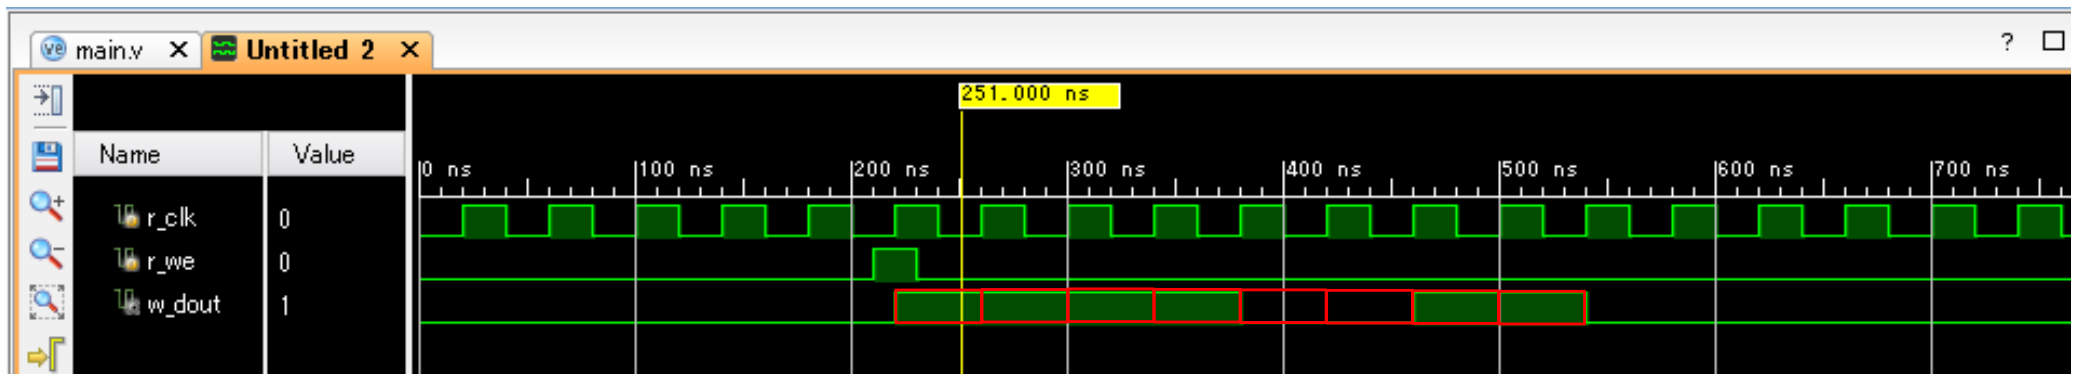 ve main.v X Untitled 2 X ?
251.000 ns
Name Value
0 ns 100 ns 200 ns 300 ns 400 ns 500 ns 600 ns 700 ns
r_clk 0
r_we 0
w_dout 1